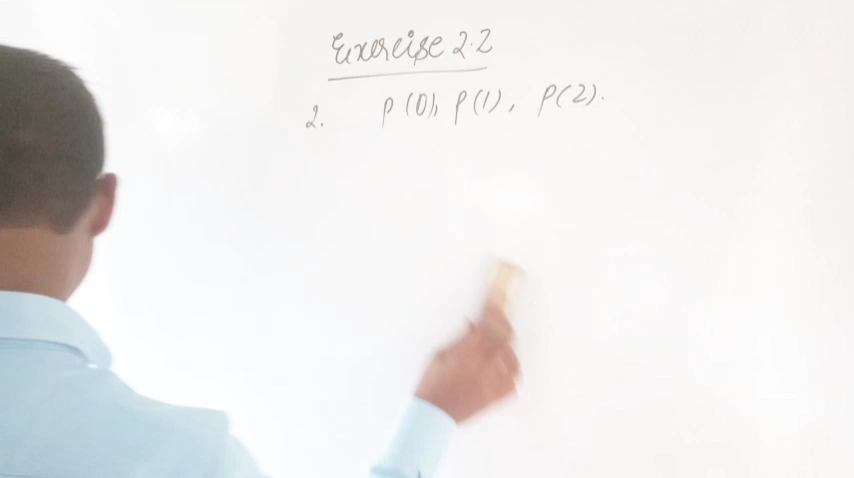 Exercise 2.2
2. p(0), p(1), p(2).